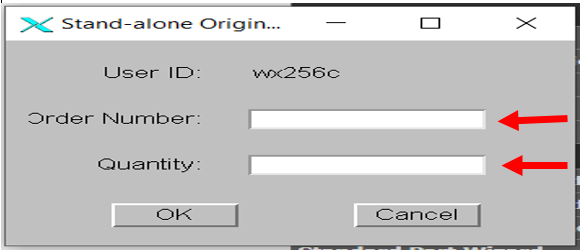 Stand-alone Origin...
User ID: wx256c
Order Number:
Quantity:
OK Cancel